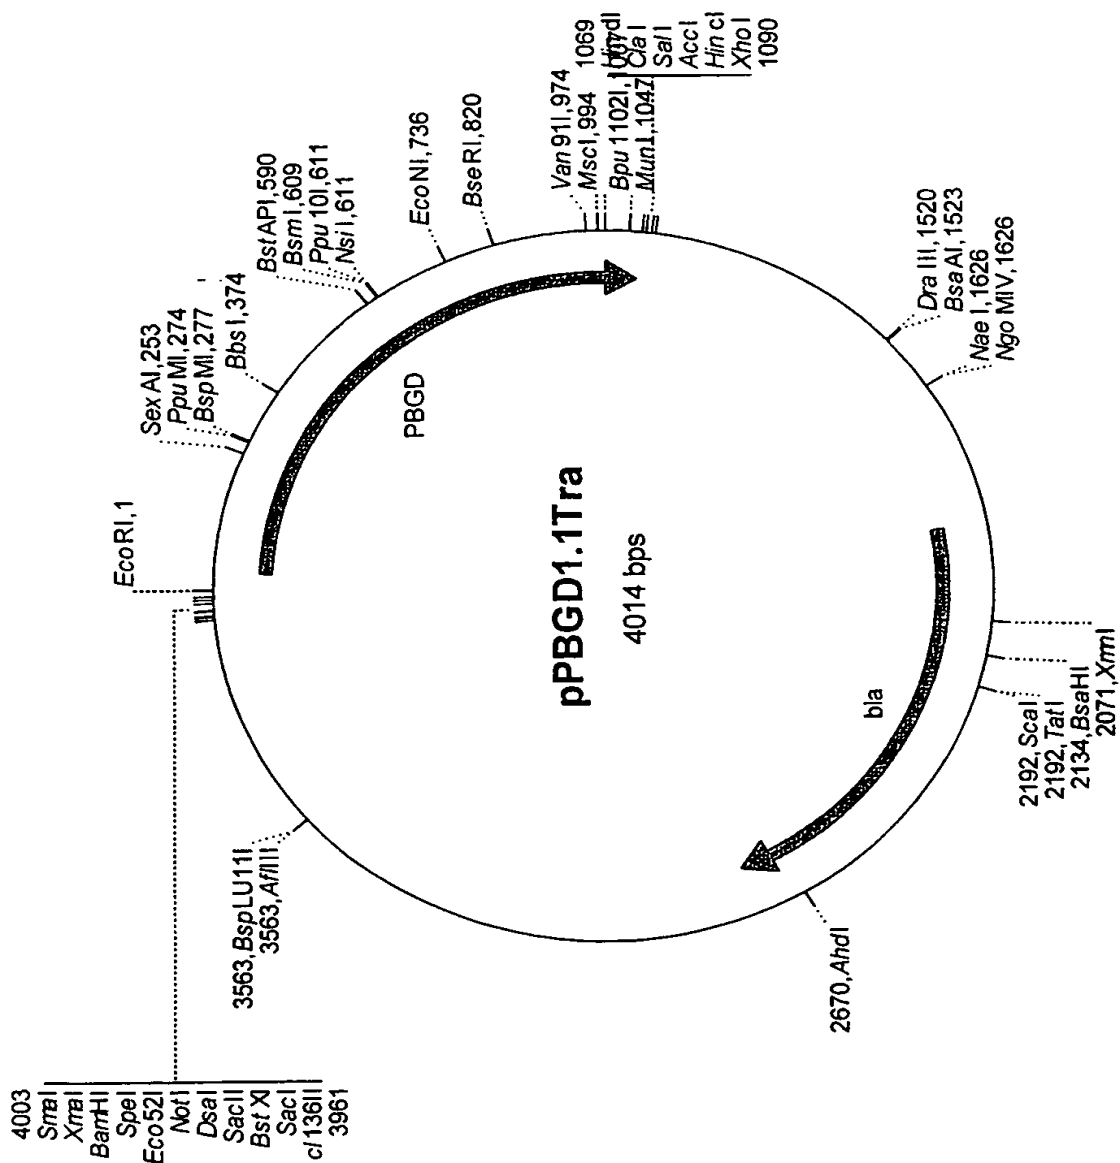 4003
SmaI
XmaI
BamHI
SpeI
Eco52I
NotI
DsaI
SacII
BstXI
SacI
cl136II
3961
EcoRI,1
SexAI,253
PpuMI,274
BspMI,277
BbsI,374
BstAPI,590
BsmI,609
Ppu10I,611
NsiI,611
EcoNI,736
BseRI,820
Van91I,974
MscI,994
Bpu1102I,1007
MunI,1047
1069
ClaI
SalI
AccI
HincI
XhoI
1090
DraIII,1520
BsaAI,1523
NaeI,1626
NgoMIV,1626
2192,ScaI
2192,TatI
2134,BsaHI
2071,XmnI
2670,AhdI
3563,BspLU11I
3563,AflIII
PBGD
bla
pPBGD1.1Tra
4014 bps